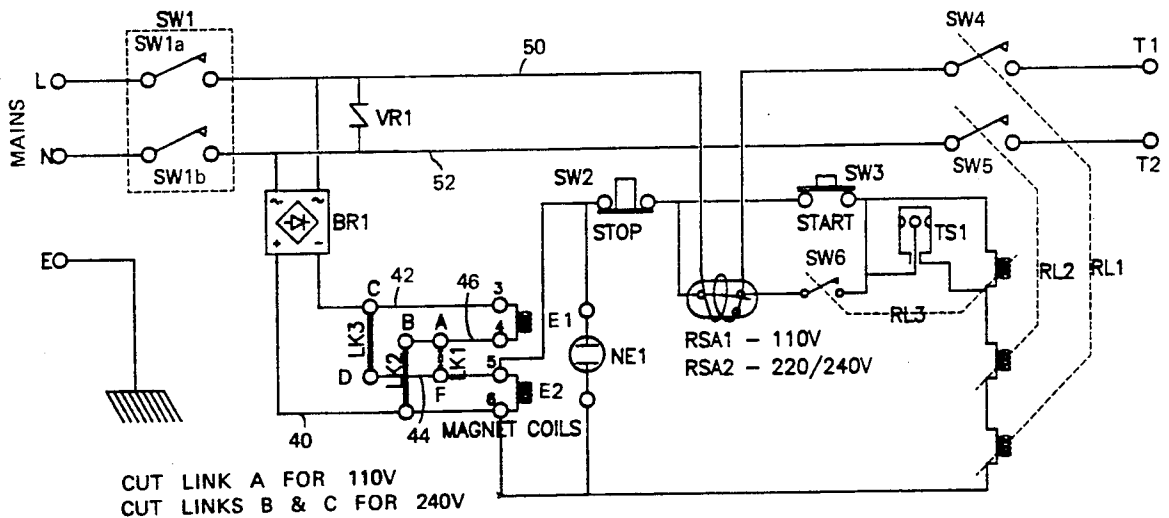 SW1
SW1a
SW4
50
T1
L
VR1
MAINS
N
SW1b
52
SW2
SW3
SW5
T2
~ ~
BR1
+ -
STOP
START
TS1
E
SW6
RL2
RL1
C
42
46
3
E1
RL3
LK3
B
A
4
NE1
RSA1 - 110V
LK2
LK1
5
RSA2 - 220/240V
D
F
E2
6
40
44
MAGNET COILS
CUT LINK A FOR 110V
CUT LINKS B & C FOR 240V